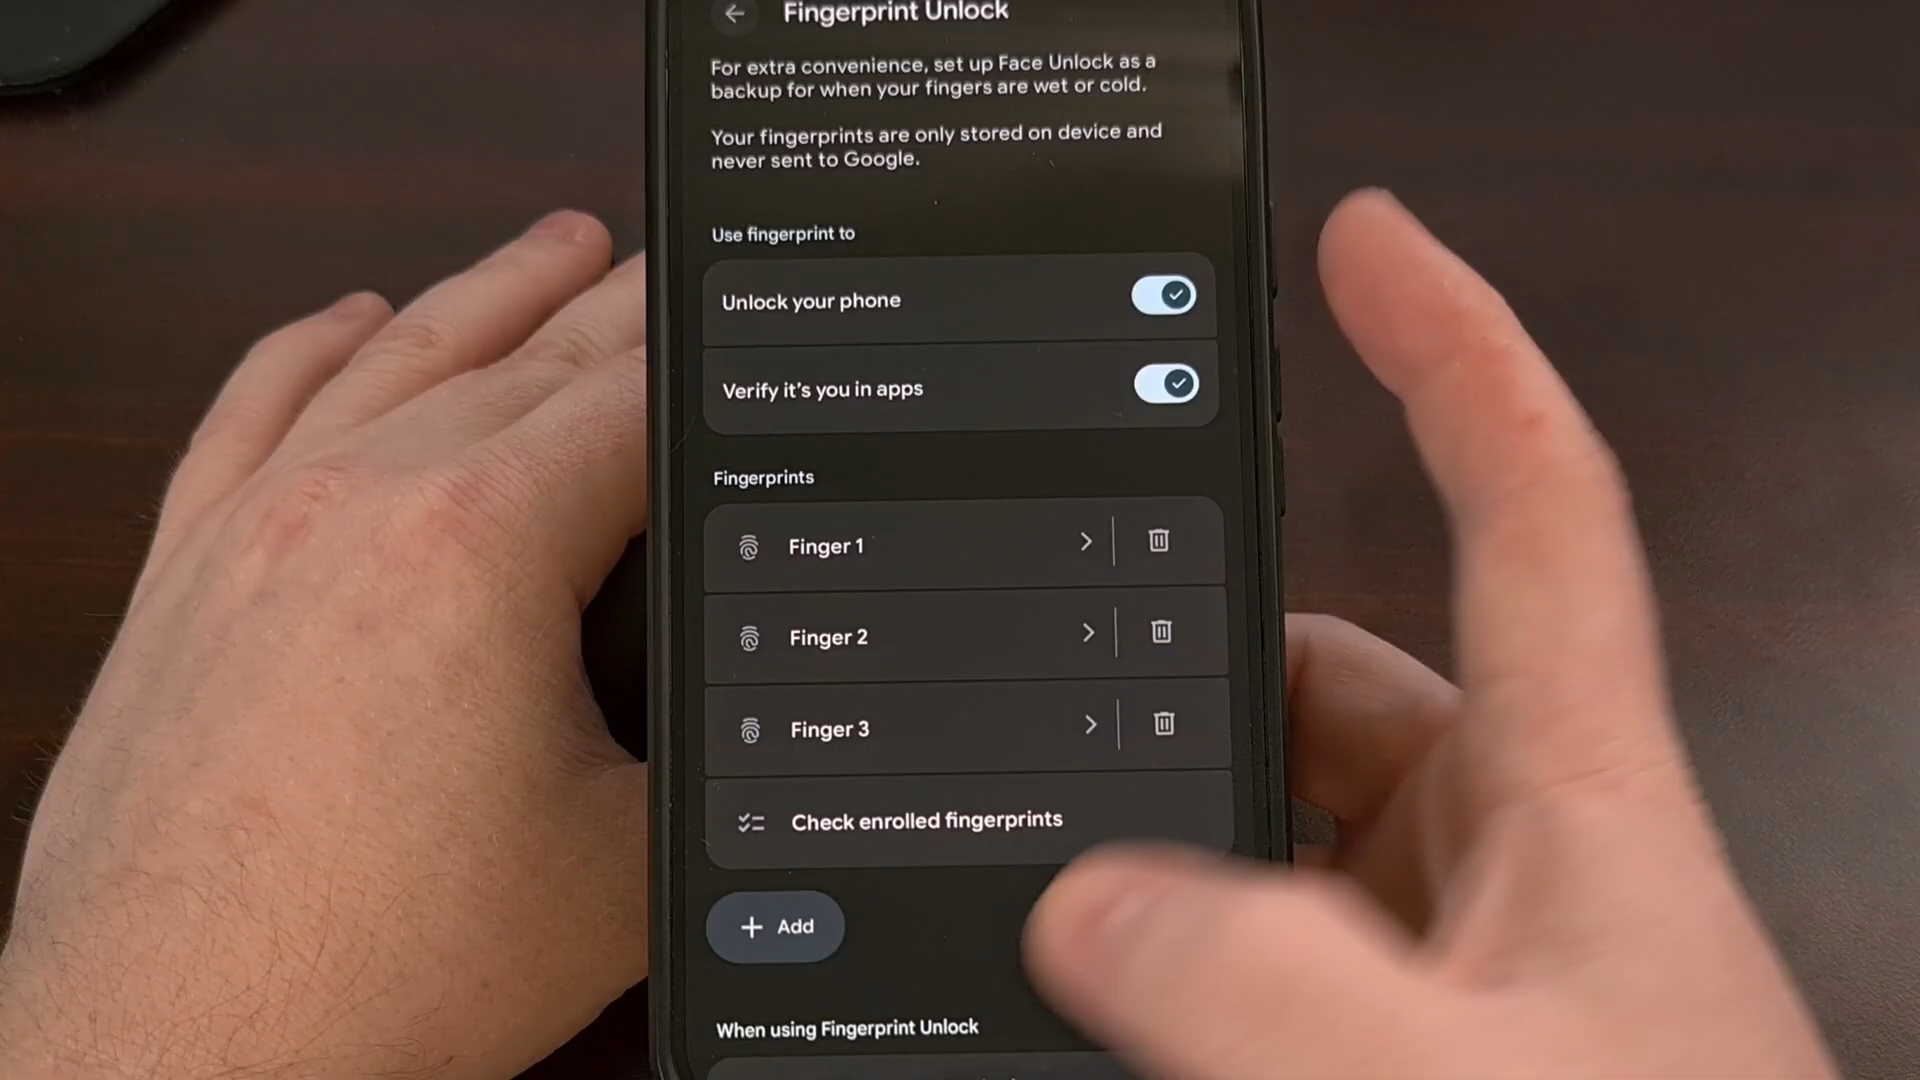 Fingerprint Unlock
For extra convenience, set up Face Unlock as a
backup for when your fingers are wet or cold.
Your fingerprints are only stored on device and
never sent to Google.
Use fingerprint to
Unlock your phone
Verify it's you in apps
Fingerprints
Finger 1
Finger 2
Finger 3
Check enrolled fingerprints
+ Add
When using Fingerprint Unlock